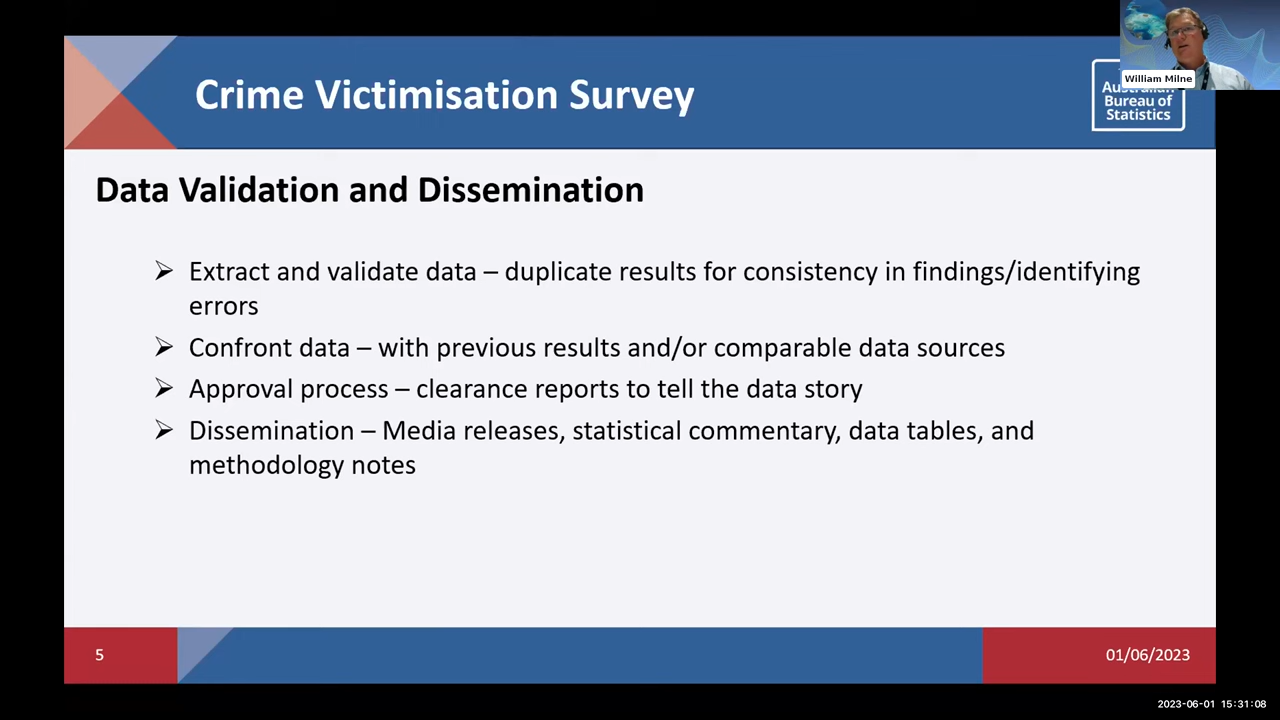 Crime Victimisation Survey
William Milne
Bureau of
Statistics
Data Validation and Dissemination
➢ Extract and validate data – duplicate results for consistency in findings/identifying
errors
➢ Confront data – with previous results and/or comparable data sources
➢ Approval process – clearance reports to tell the data story
➢ Dissemination – Media releases, statistical commentary, data tables, and
methodology notes
5
01/06/2023
2023-06-01 15:31:08